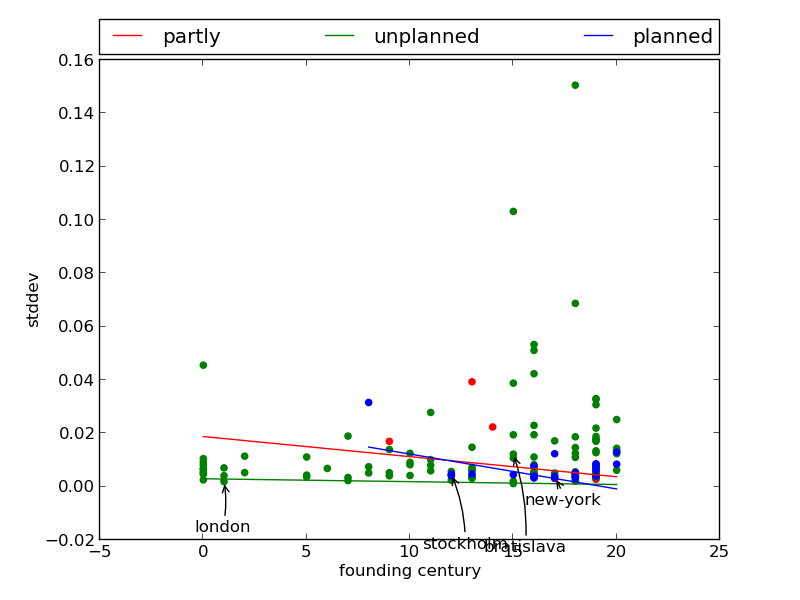 partly unplanned planned
0.16
0.14
0.12
0.10
0.08
0.06
0.04
0.02
0.00
−0.02
stddev
new-york
london
stockholm
bratislava
−5 0 5 10 15 20 25
founding century